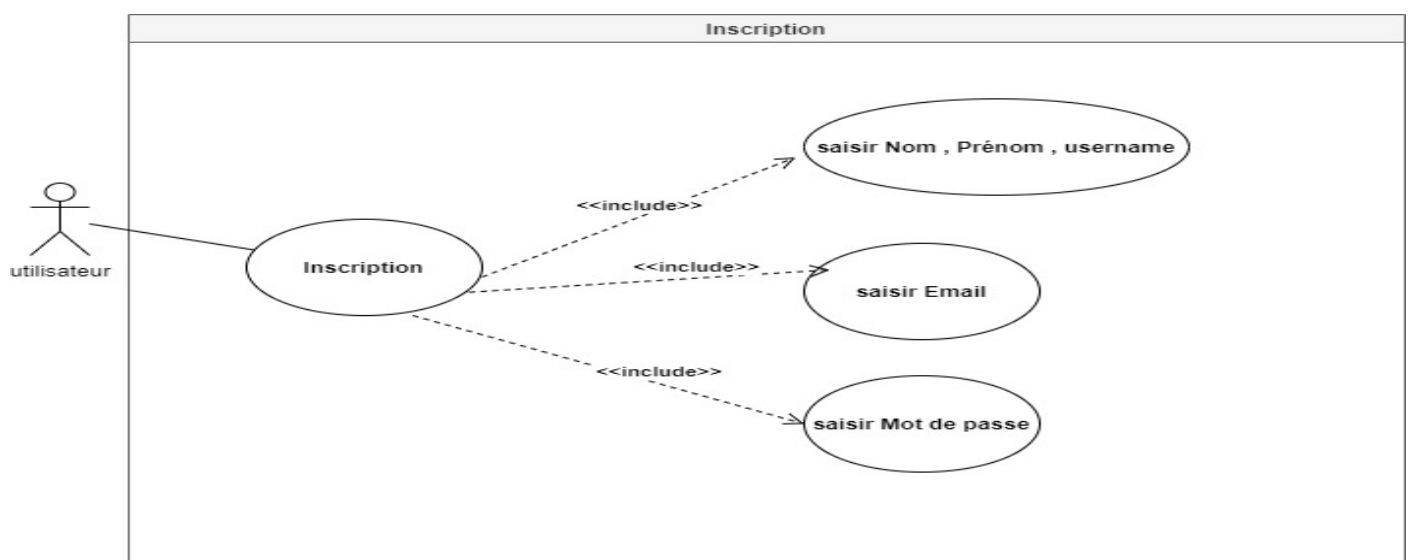 Inscription
saisir Nom , Prénom , username
<<include>>
utilisateur
Inscription
<<include>>
saisir Email
<<include>>
saisir Mot de passe